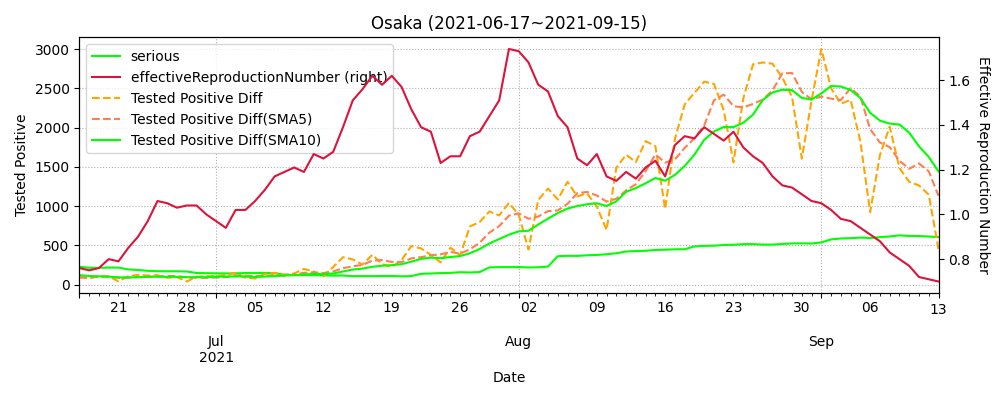 Osaka (2021-06-17~2021-09-15)
serious
effectiveReproductionNumber (right)
Tested Positive Diff
Tested Positive Diff(SMA5)
Tested Positive Diff(SMA10)
3000
2500
2000
1500
1000
500
0
Tested Positive
1.6
1.4
1.2
1.0
0.8
Effective Reproduction Number
21 28 05 12 19 26 02 09 16 23 30 06 13
Jul Aug Sep
2021
Date